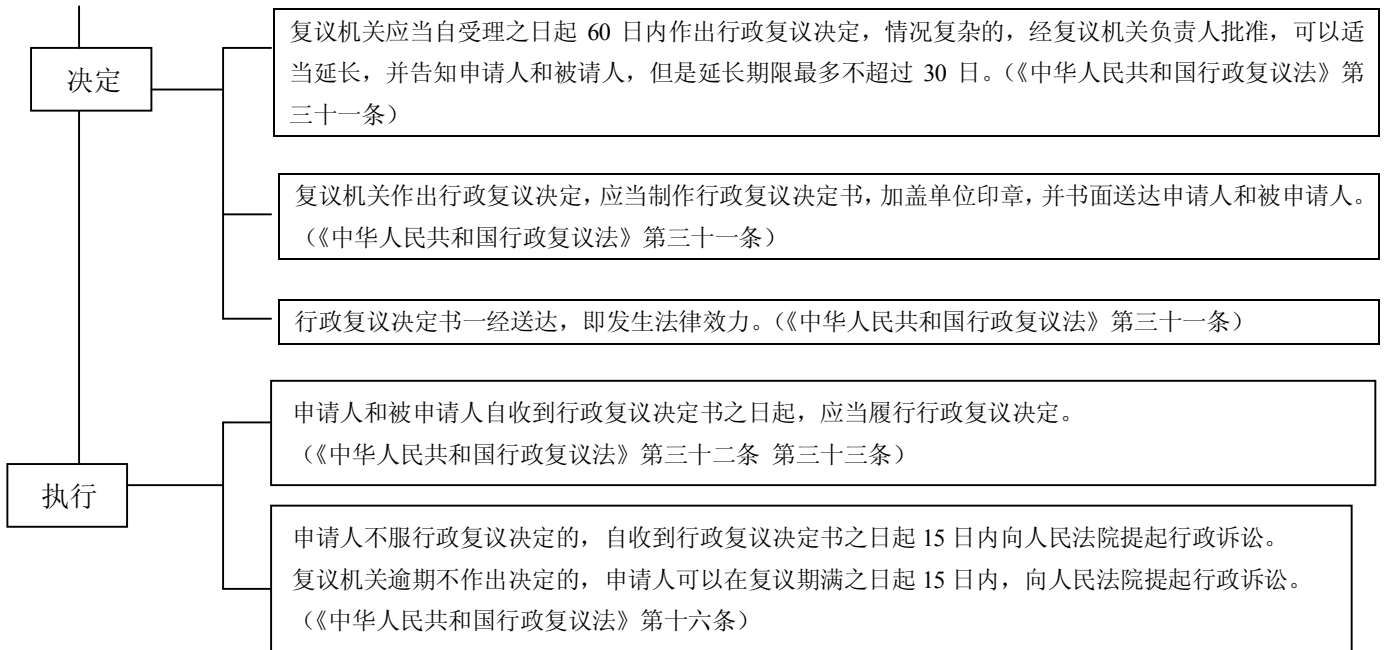 决定
复议机关应当自受理之日起 60 日内作出行政复议决定，情况复杂的，经复议机关负责人批准，可以适
当延长，并告知申请人和被请人，但是延长期限最多不超过 30 日。（《中华人民共和国行政复议法》第
三十一条）
复议机关作出行政复议决定，应当制作行政复议决定书，加盖单位印章，并书面送达申请人和被申请人。
（《中华人民共和国行政复议法》第三十一条）
行政复议决定书一经送达，即发生法律效力。（《中华人民共和国行政复议法》第三十一条）
执行
申请人和被申请人自收到行政复议决定书之日起，应当履行行政复议决定。
（《中华人民共和国行政复议法》第三十二条 第三十三条）
申请人不服行政复议决定的，自收到行政复议决定书之日起 15 日内向人民法院提起行政诉讼。
复议机关逾期不作出决定的，申请人可以在复议期满之日起 15 日内，向人民法院提起行政诉讼。
（《中华人民共和国行政复议法》第十六条）